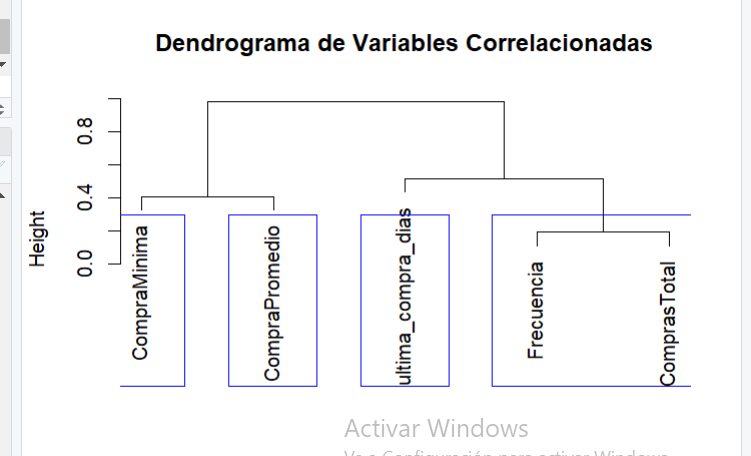 Dendrograma de Variables Correlacionadas
0.8
0.4
0.0
Height
CompraMinima
CompraPromedio
ultima_compra_dias
Frecuencia
ComprasTotal
Activar Windows